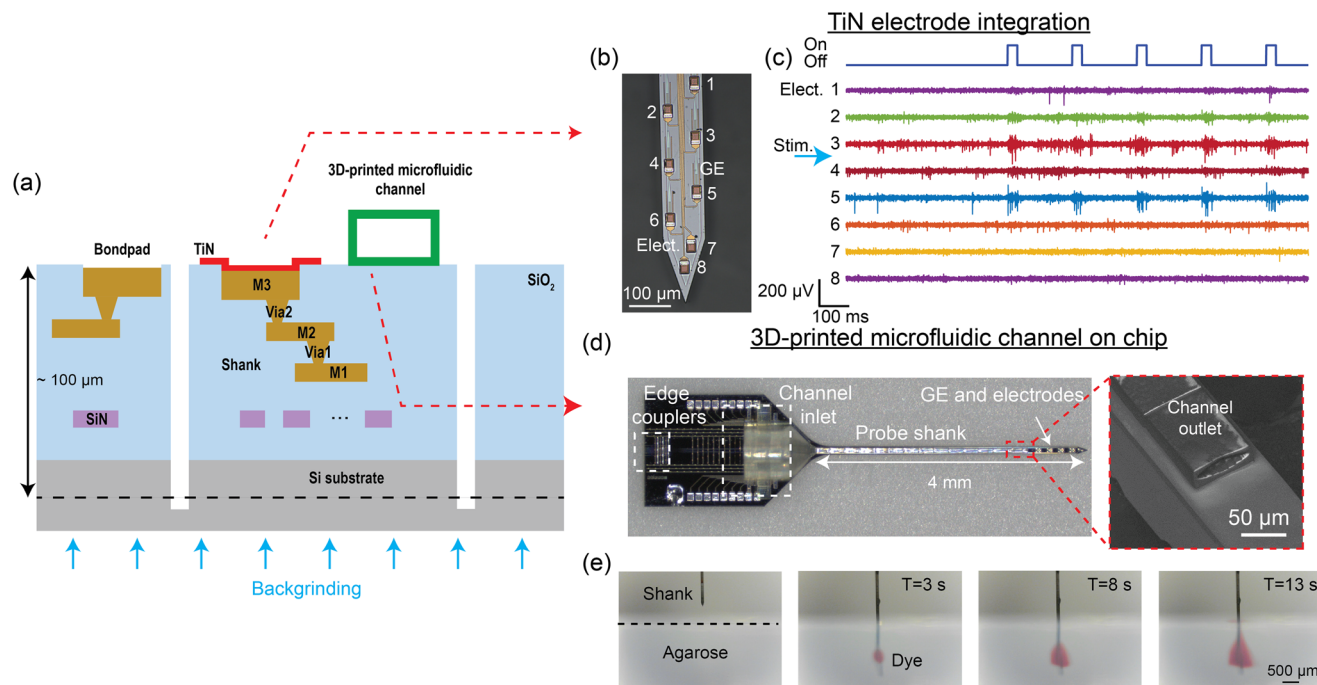 TiN electrode integration
(a)
Bondpad
TiN
3D-printed microfluidic
channel
M3
Via2
M2
Via1
M1
SiO2
Shank
~ 100 μm
SiN
...
Si substrate
Backgrinding
(b)
1
2
3
4
GE
5
6
Elect.
7
8
100 μm
(c)
On
Off
Elect. 1
2
3
Stim.
4
5
6
7
8
200 μV
100 ms
3D-printed microfluidic channel on chip
(d)
Edge
couplers
Channel
inlet
Probe shank
GE and electrodes
4 mm
Channel
outlet
50 μm
(e)
Shank
Agarose
T=3 s
Dye
T=8 s
T=13 s
500 μm